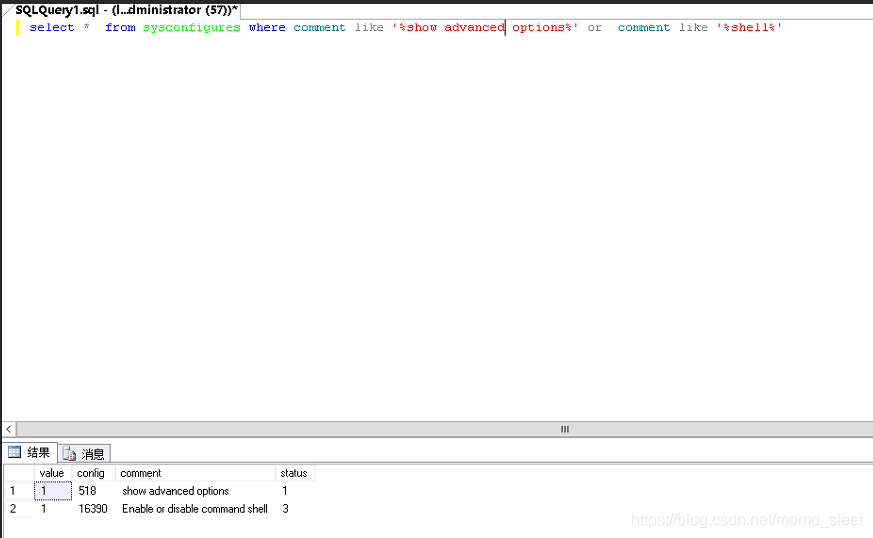 SQLQuery1.sql - (l...dministrator (57))*
select * from sysconfigures where comment like '%show advanced options%' or comment like '%shell%'
结果 消息
value config comment status
1 1 518 show advanced options 1
2 1 16390 Enable or disable command shell 3
https://blog.csdn.net/momo_sleet